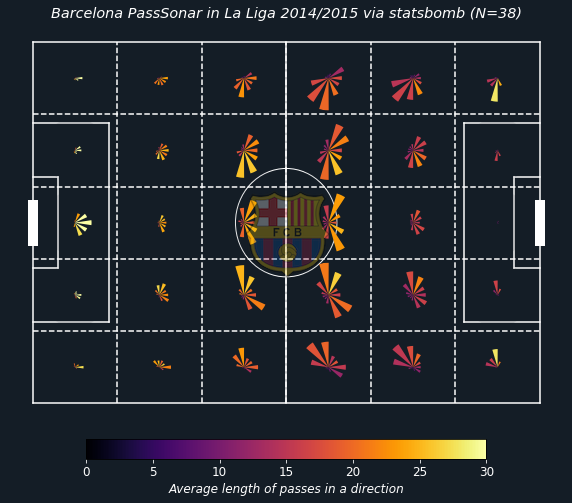 Barcelona PassSonar in La Liga 2014/2015 via statsbomb (N=38)
F C B
0 5 10 15 20 25 30
Average length of passes in a direction